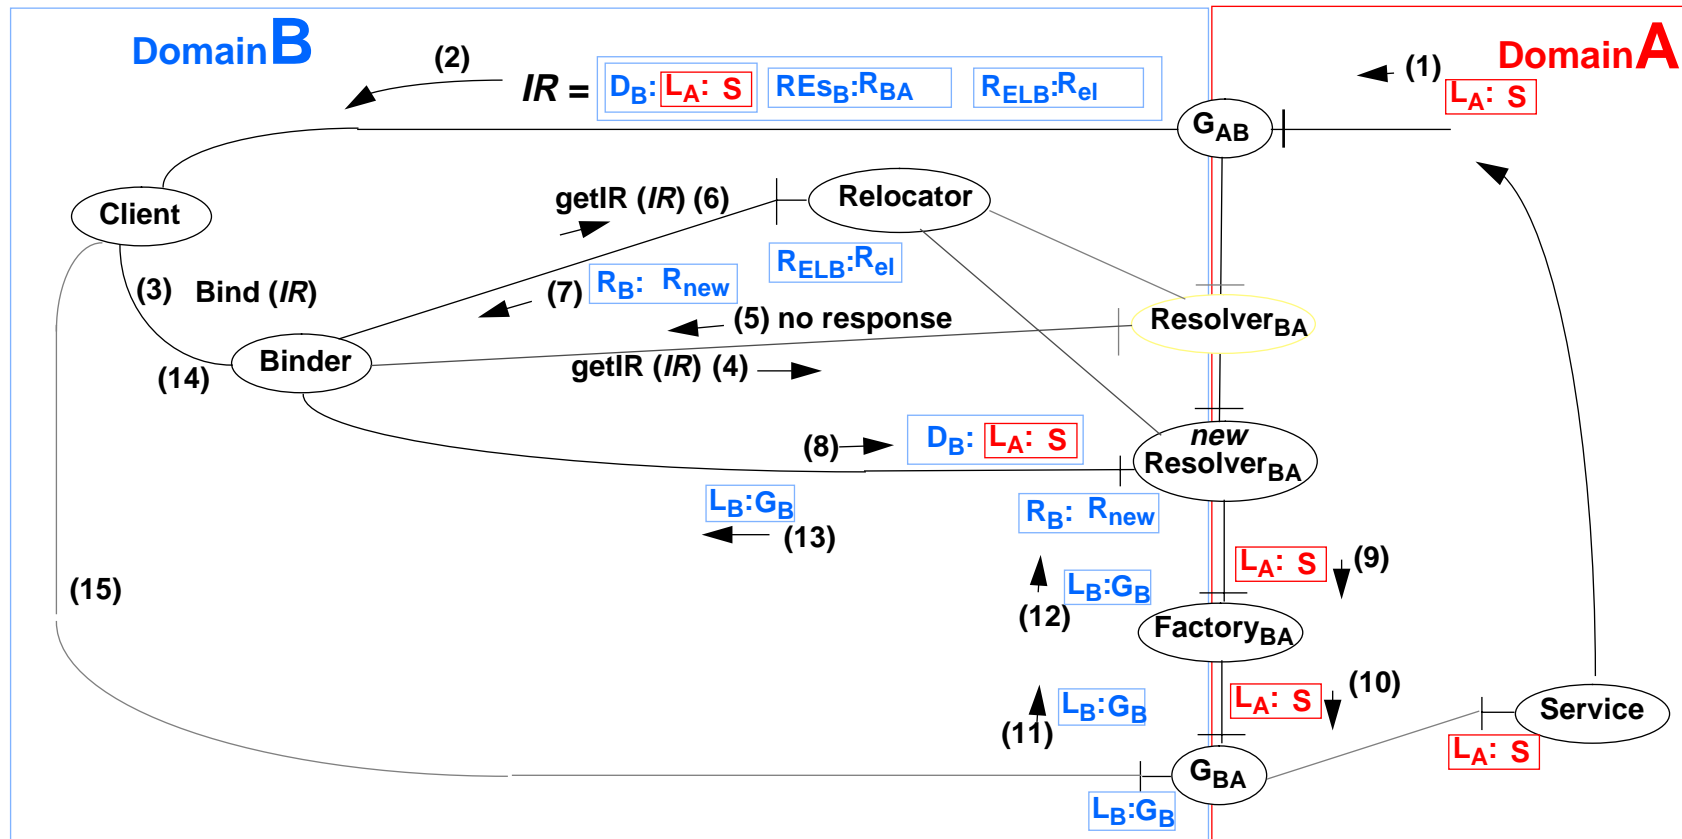 Domain B
Domain A
(2)
IR = D_B: L_A: S REs_B:R_BA R_ELB:R_el
(1)
L_A: S
G_AB
Client
getIR (IR) (6)
Relocator
R_ELB:R_el
(3) Bind (IR)
(7) R_B: R_new
(5) no response
Resolver_BA
Binder
getIR (IR) (4)
(14)
(8) D_B: L_A: S
new
Resolver_BA
L_B:G_B
R_B: R_new
(13)
L_A: S (9)
(15)
L_B:G_B
(12)
Factory_BA
L_A: S (10)
L_B:G_B
(11)
Service
L_A: S
G_BA
L_B:G_B